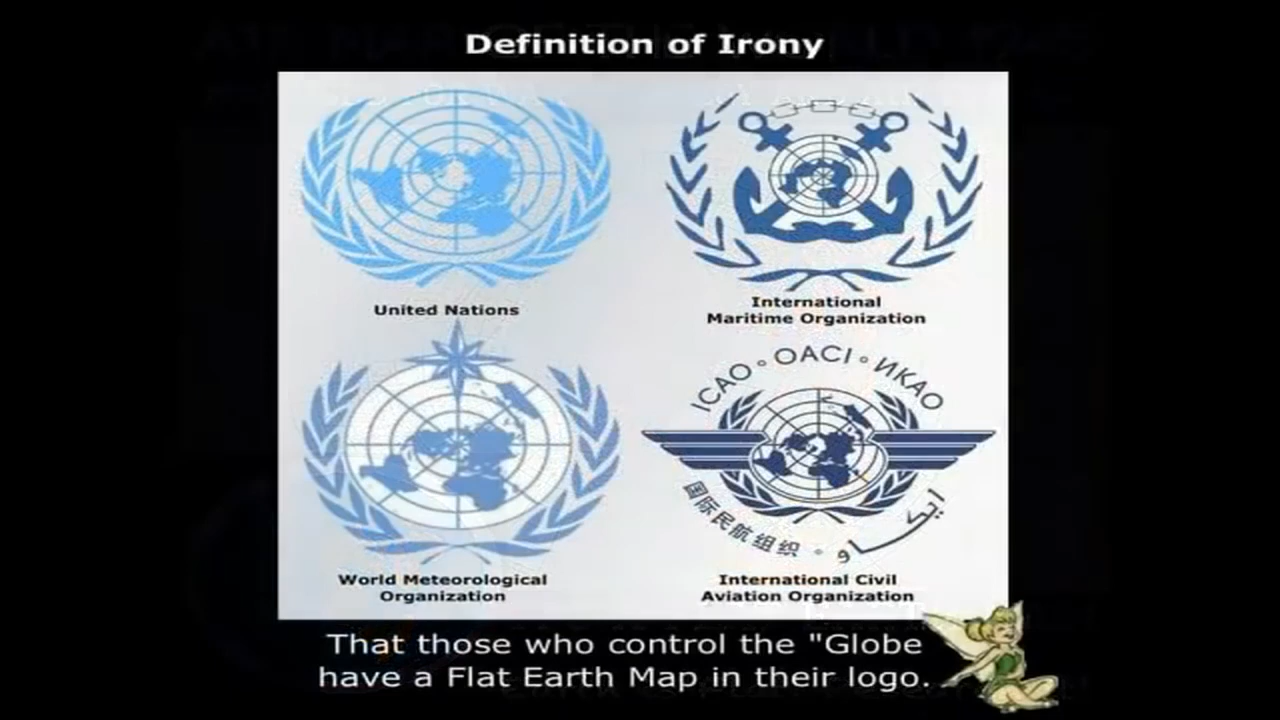 Definition of Irony
United Nations
International
Maritime Organization
ICAO ◦ OACI ◦ ИКАО
国际民航组织 ◦ ايكاو
World Meteorological
Organization
International Civil
Aviation Organization
That those who control the "Globe
have a Flat Earth Map in their logo.